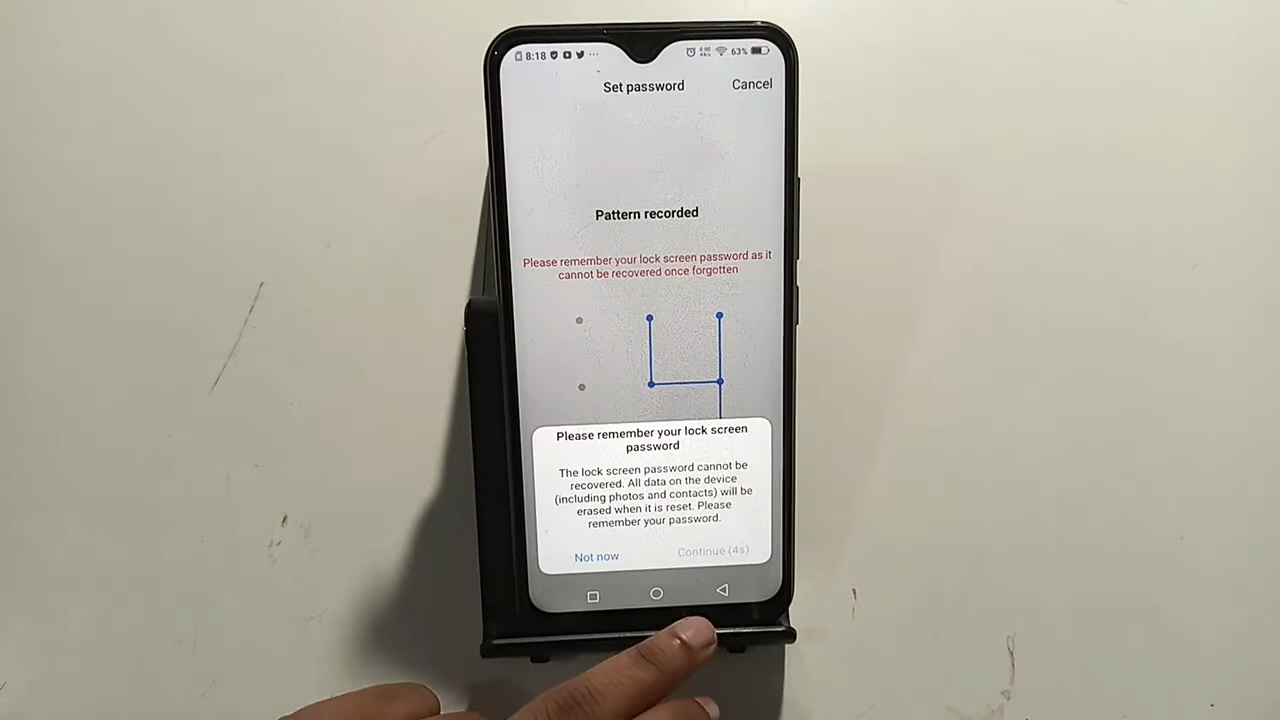 8:18 ... 63%
Set password Cancel
Pattern recorded
Please remember your lock screen password as it
cannot be recovered once forgotten
Please remember your lock screen
password
The lock screen password cannot be
recovered. All data on the device
(including photos and contacts) will be
erased when it is reset. Please
remember your password.
Not now Continue (4s)